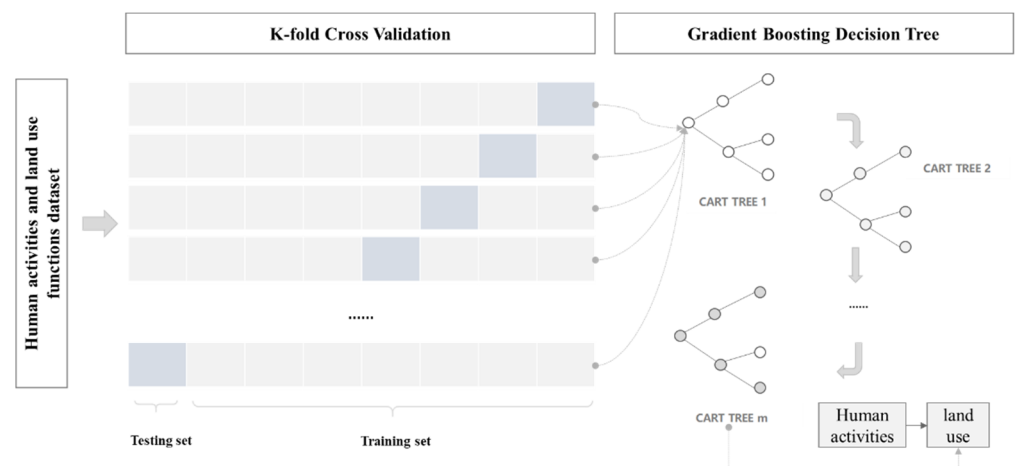 K-fold Cross Validation
Gradient Boosting Decision Tree
Human activities and land use
functions dataset
CART TREE 1
CART TREE 2
......
......
CART TREE m
Testing set
Training set
Human
activities
land
use